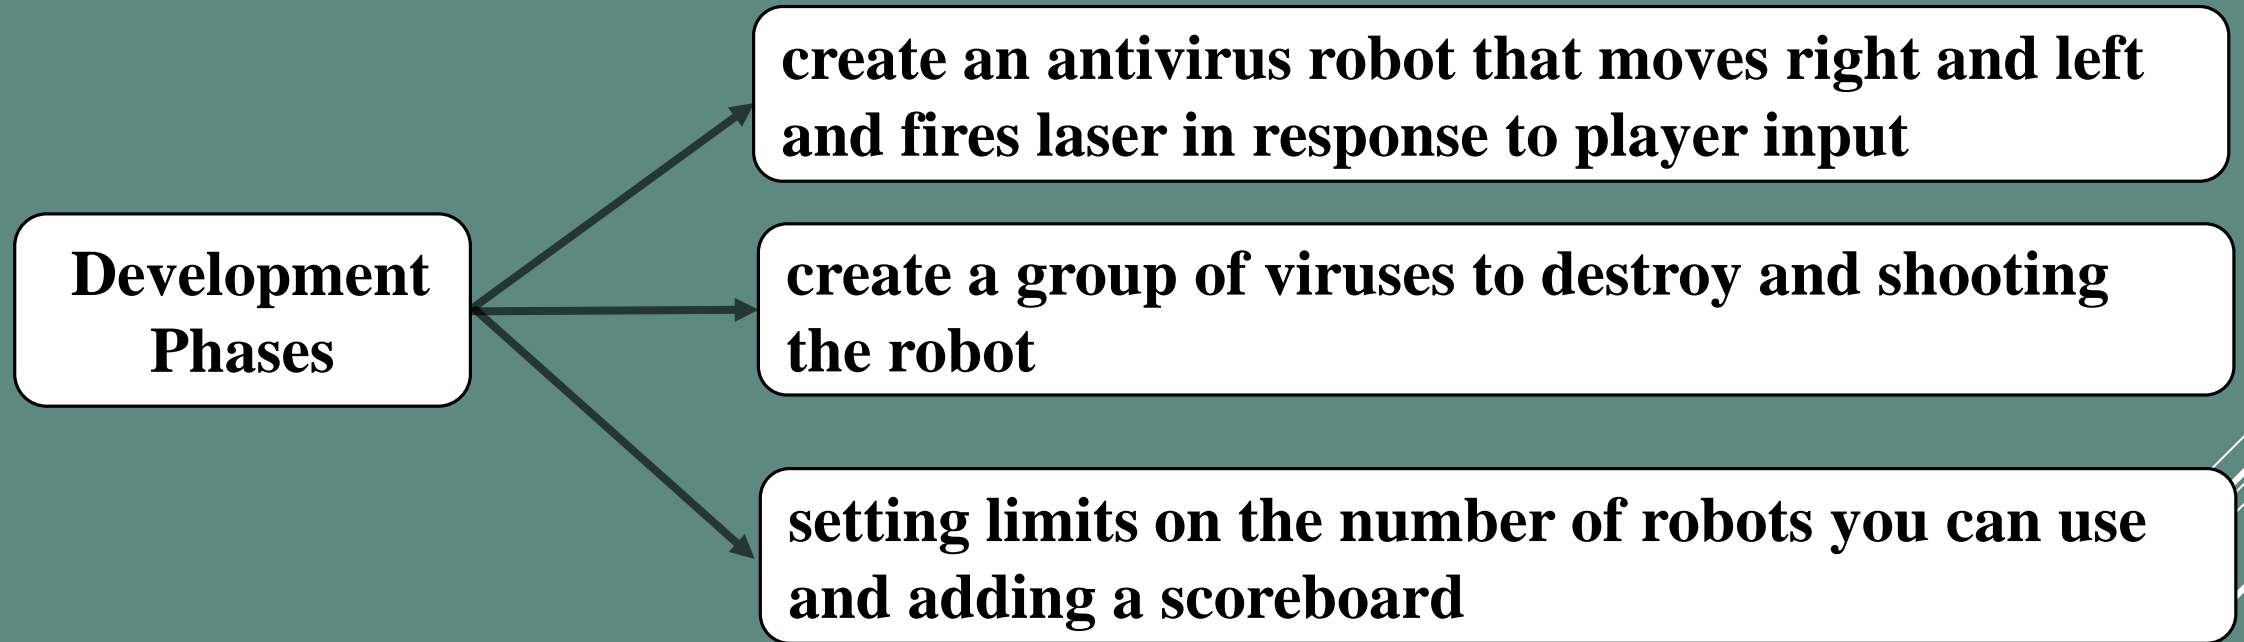 Development
Phases
create an antivirus robot that moves right and left
and fires laser in response to player input
create a group of viruses to destroy and shooting
the robot
setting limits on the number of robots you can use
and adding a scoreboard